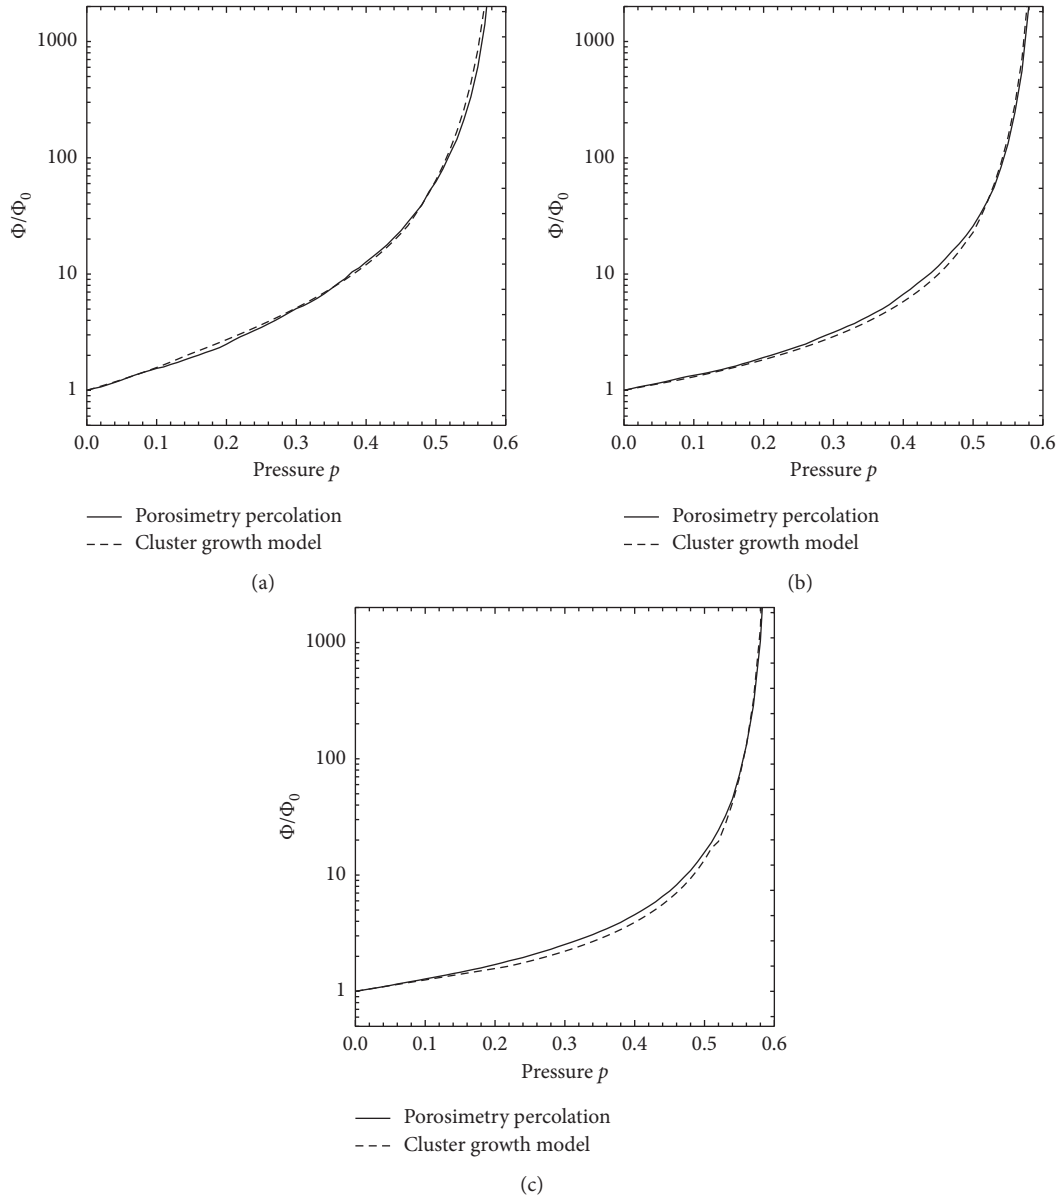 1000
100
10
1
Φ/Φ0
0.0 0.1 0.2 0.3 0.4 0.5 0.6
Pressure p
Porosimetry percolation
Cluster growth model
(a)
1000
100
10
1
Φ/Φ0
0.0 0.1 0.2 0.3 0.4 0.5 0.6
Pressure p
Porosimetry percolation
Cluster growth model
(b)
1000
100
10
1
Φ/Φ0
0.0 0.1 0.2 0.3 0.4 0.5 0.6
Pressure p
Porosimetry percolation
Cluster growth model
(c)